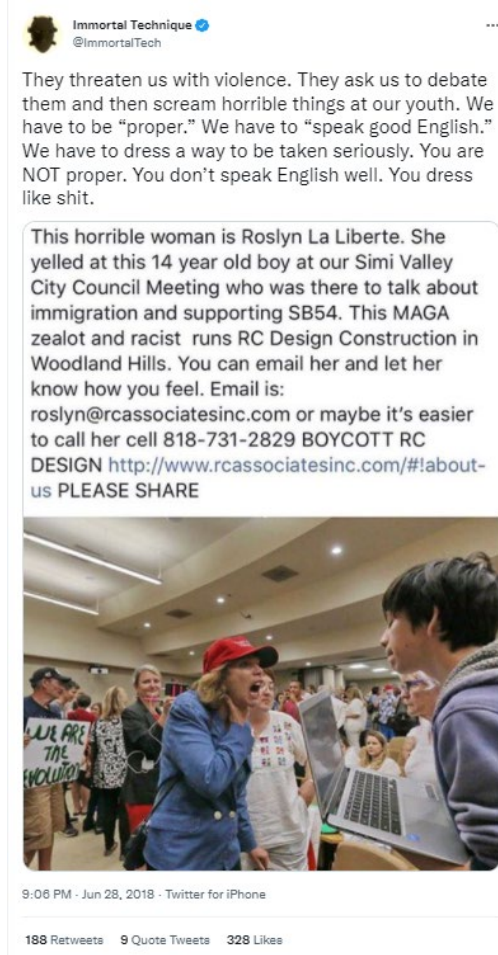 Immortal Technique
@ImmortalTech
They threaten us with violence. They ask us to debate
them and then scream horrible things at our youth. We
have to be “proper.” We have to “speak good English.”
We have to dress a way to be taken seriously. You are
NOT proper. You don’t speak English well. You dress
like shit.
This horrible woman is Roslyn La Liberte. She
yelled at this 14 year old boy at our Simi Valley
City Council Meeting who was there to talk about
immigration and supporting SB54. This MAGA
zealot and racist runs RC Design Construction in
Woodland Hills. You can email her and let her
know how you feel. Email is:
roslyn@rcassociatesinc.com or maybe it’s easier
to call her cell 818-731-2829 BOYCOTT RC
DESIGN http://www.rcassociatesinc.com/#!about-
us PLEASE SHARE
WE ARE
THE
9:06 PM · Jun 28, 2018 · Twitter for iPhone
188 Retweets 9 Quote Tweets 328 Likes